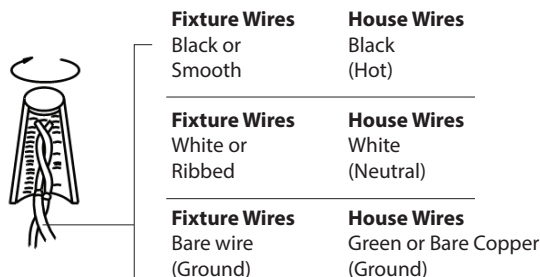 Fixture Wires House Wires
Black or Black
Smooth (Hot)
Fixture Wires House Wires
White or White
Ribbed (Neutral)
Fixture Wires House Wires
Bare wire Green or Bare Copper
(Ground) (Ground)